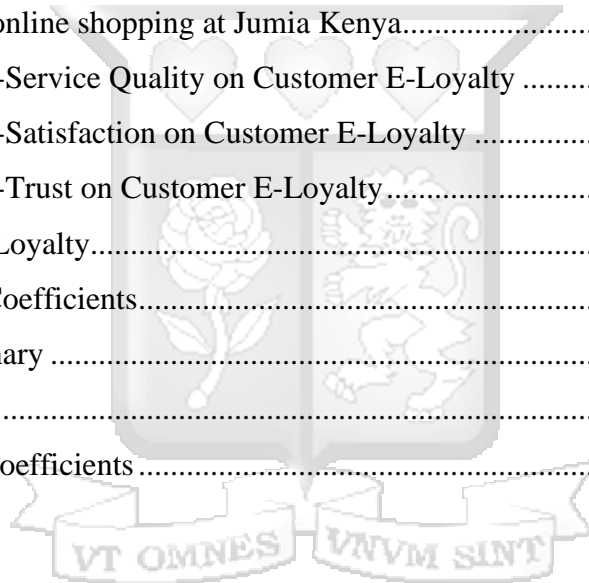 online shopping at Jumia Kenya......................
-Service Quality on Customer E-Loyalty ........
-Satisfaction on Customer E-Loyalty ..............
-Trust on Customer E-Loyalty.........................
Loyalty..............................................................
Coefficients.......................................................
....................................................................
oefficients ........................................................
VT OMNES VNVM SINT